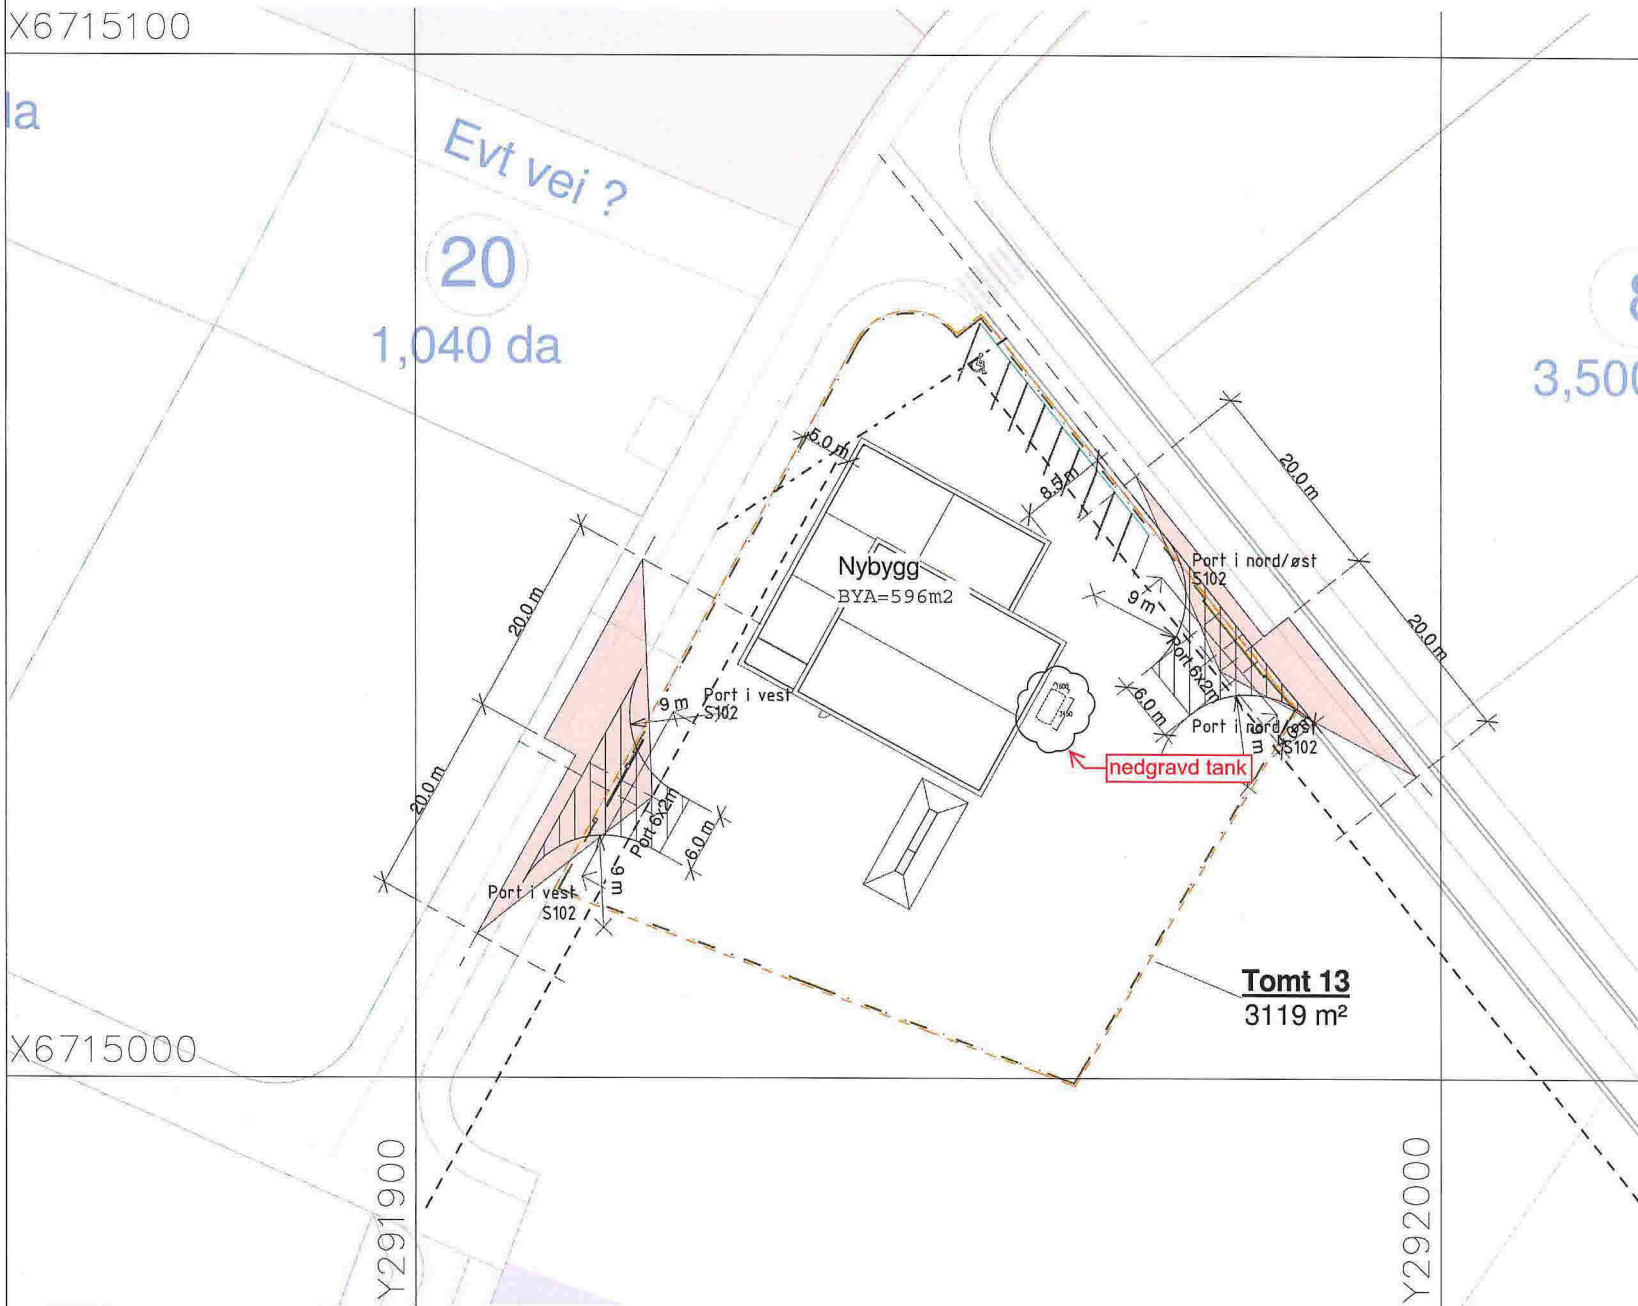 X6715100
la
Evt vei ?
20
1,040 da
8
3,500
5.0 m
8.5 m
20.0 m
20.0 m
Nybygg
BYA=596m2
Port i nord/øst
S102
9 m
Port 6x2m
6.0 m
Port i nord/øst
S102
9 m
20.0 m
20.0 m
9 m
Port i vest
S102
nedgravd tank
Port 6x2m
6.0 m
Port i vest
S102
9 m
Tomt 13
3119 m²
X6715000
Y291900
Y292000